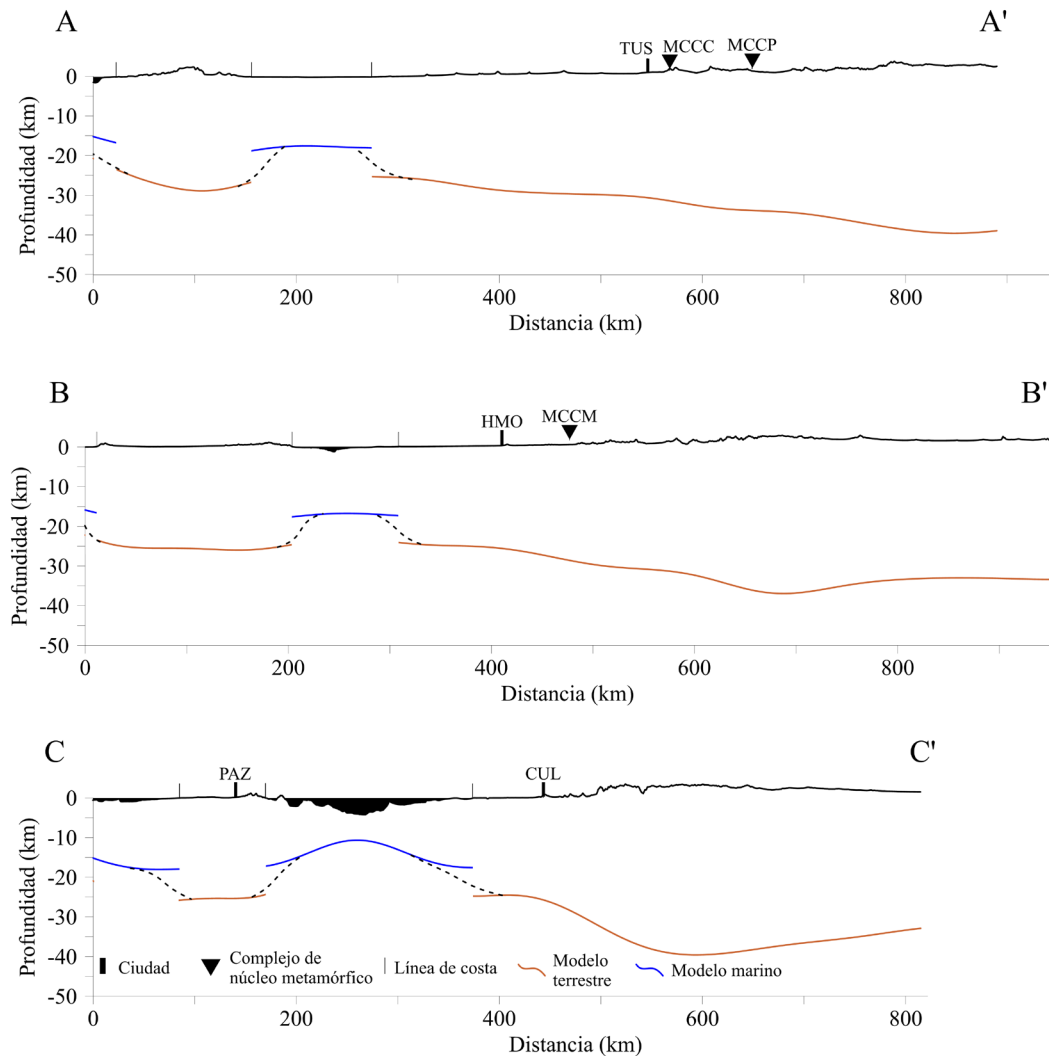 A A'
TUS MCCC MCCP
0
-10
-20
-30
-40
-50
Profundidad (km)
0 200 400 600 800
Distancia (km)
B B'
HMO MCCM
0
-10
-20
-30
-40
-50
Profundidad (km)
0 200 400 600 800
Distancia (km)
C C'
PAZ CUL
0
-10
-20
-30
-40
-50
Profundidad (km)
Ciudad
Complejo de
núcleo metamórfico
Línea de costa
Modelo
terrestre
Modelo marino
0 200 400 600 800
Distancia (km)